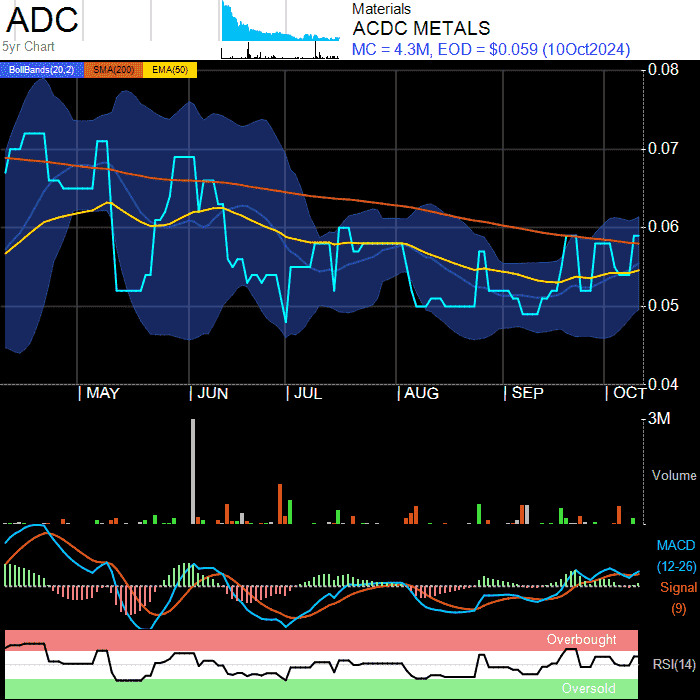 ADC
5yr Chart
Materials
ACDC METALS
MC = 4.3M, EOD = $0.059 (10Oct2024)
BollBands(20,2) SMA(200) EMA(50)
0.08
0.07
0.06
0.05
0.04
| MAY | JUN | JUL | AUG | SEP | OCT
3M
Volume
MACD
(12-26)
Signal
(9)
Overbought
RSI(14)
Oversold